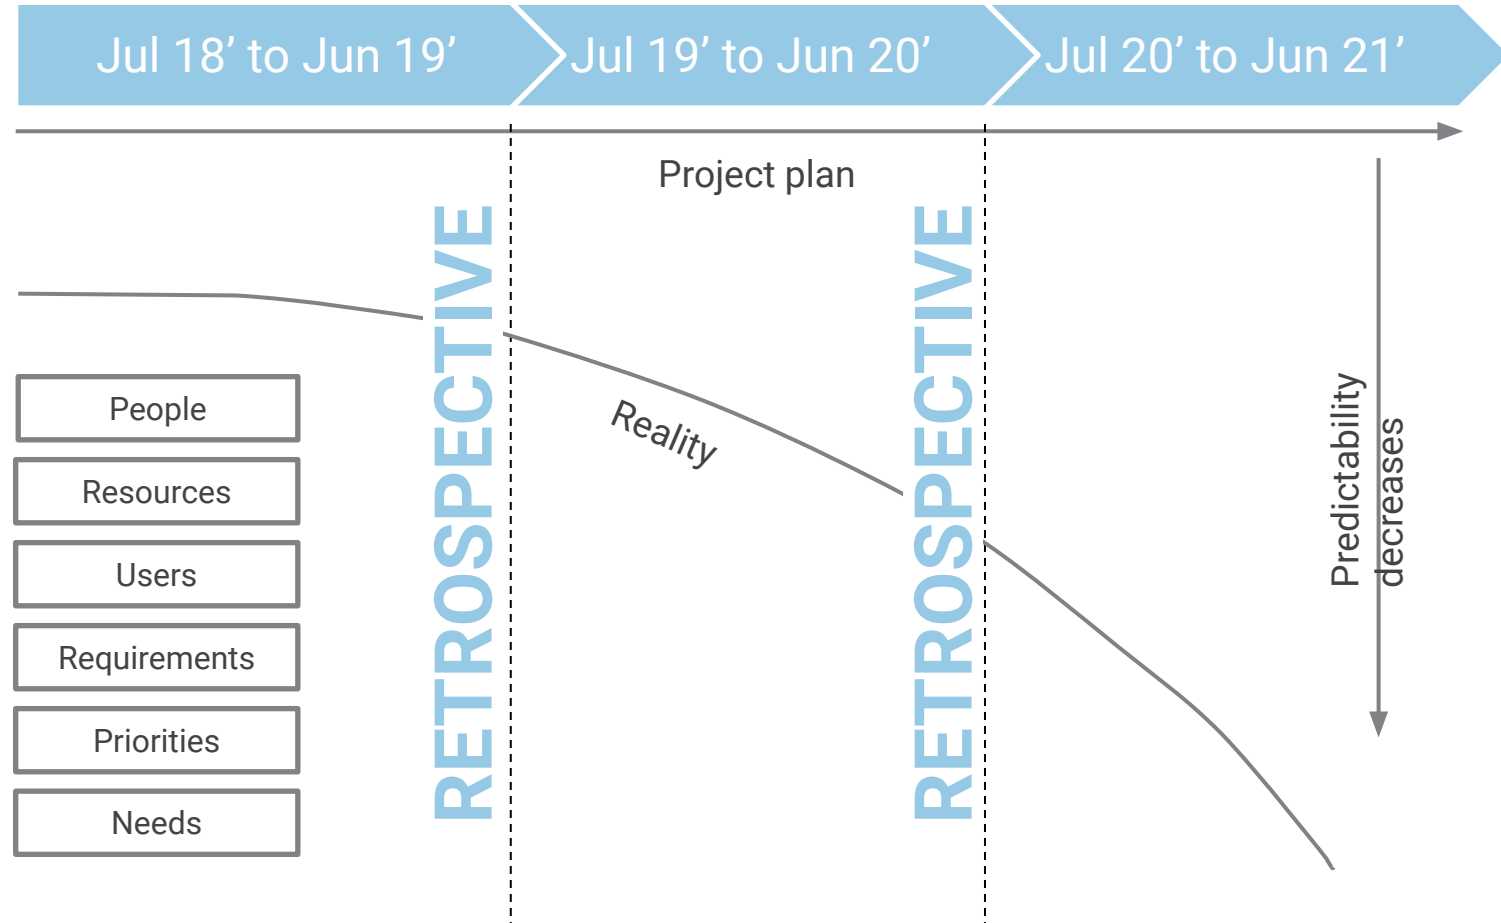 Jul 18’ to Jun 19’
Jul 19’ to Jun 20’
Jul 20’ to Jun 21’
Project plan
RETROSPECTIVE
RETROSPECTIVE
Reality
Predictability
decreases
People
Resources
Users
Requirements
Priorities
Needs